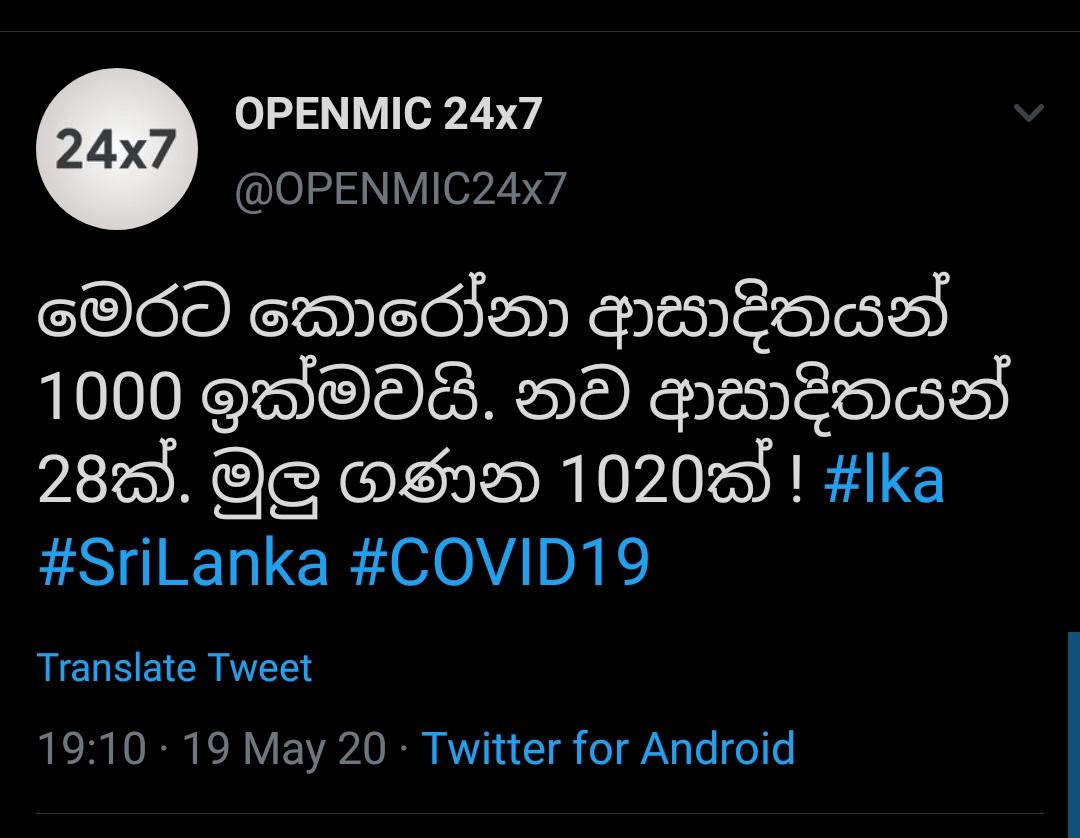 24x7
OPENMIC 24x7
@OPENMIC24x7
මෙරට කොරෝනා ආසාදිතයන්
1000 ඉක්මවයි. නව ආසාදිතයන්
28ක්. මුලු ගණන 1020ක් ! #lka
#SriLanka #COVID19
Translate Tweet
19:10 · 19 May 20 · Twitter for Android